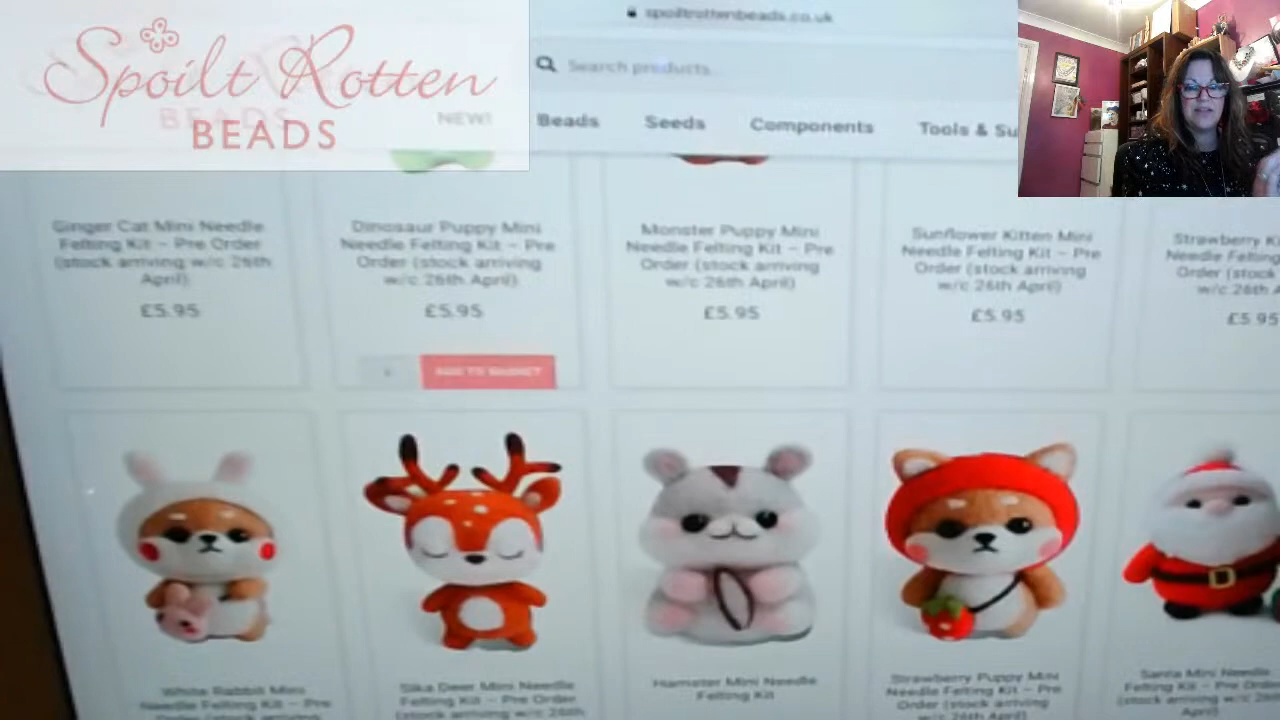 spoiltrottenbeads.co.uk
Spoilt Rotten
BEADS
Search products...
NEW!
Beads
Seeds
Components
Tools & Su
Ginger Cat Mini Needle
Felting Kit – Pre Order
(stock arriving w/c 26th
April)
£5.95
Dinosaur Puppy Mini
Needle Felting Kit – Pre
Order (stock arriving
w/c 26th April)
£5.95
ADD TO BASKET
Monster Puppy Mini
Needle Felting Kit – Pre
Order (stock arriving
w/c 26th April)
£5.95
Sunflower Kitten Mini
Needle Felting Kit – Pre
Order (stock arriving
w/c 26th April)
£5.95
Strawberry Ki
Needle Felting
Order (stock
w/c 26th A
£5.95
White Rabbit Mini
Needle Felting Kit – Pre
Order (stock arriving
Sika Deer Mini Needle
Felting Kit – Pre Order
(stock arriving w/c 26th
Hamster Mini Needle
Felting Kit
Strawberry Puppy Mini
Needle Felting Kit – Pre
Order (stock arriving
w/c 26th April)
Santa Mini Needle
Felting Kit – Pre Order
(stock arriving w/c 26th
April)